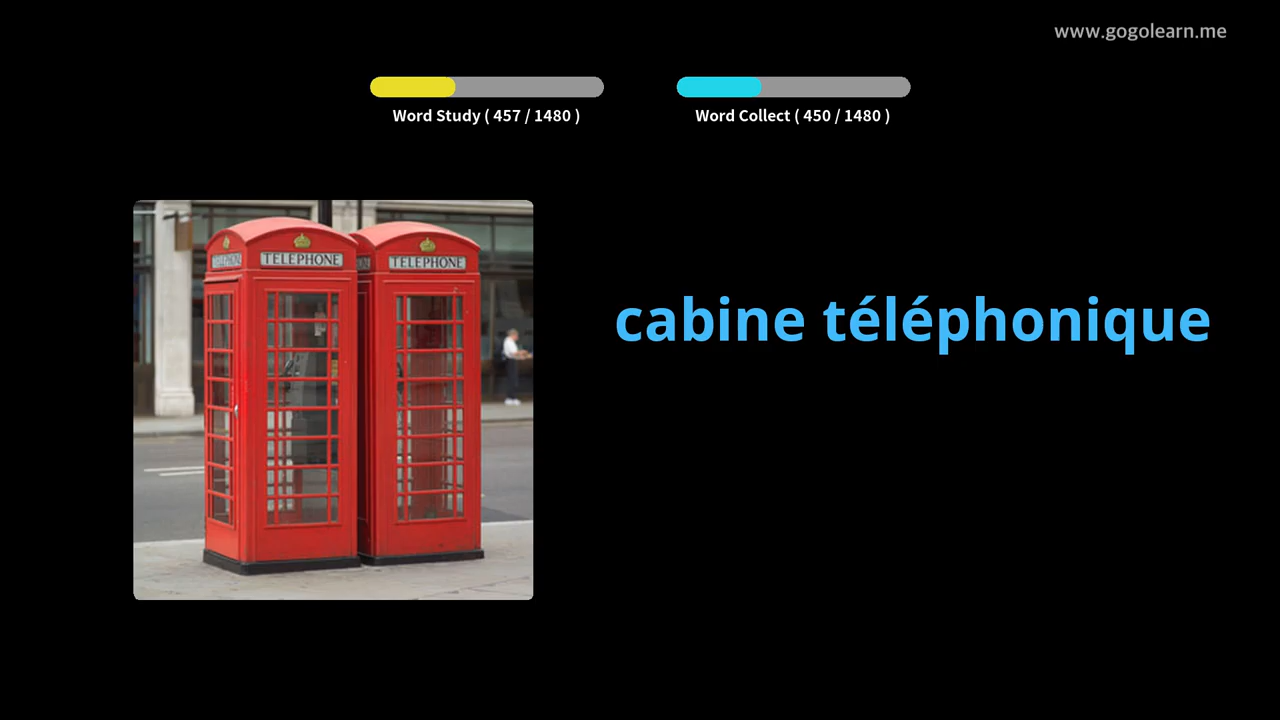 www.gogolearn.me
Word Study ( 457 / 1480 )
Word Collect ( 450 / 1480 )
TELEPHONE
TELEPHONE
cabine téléphonique